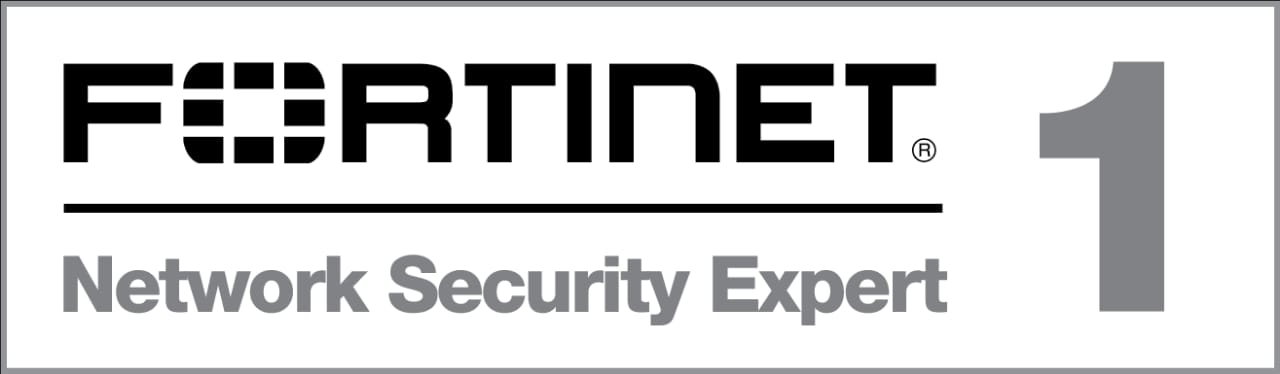 FORTINET®
Network Security Expert
1